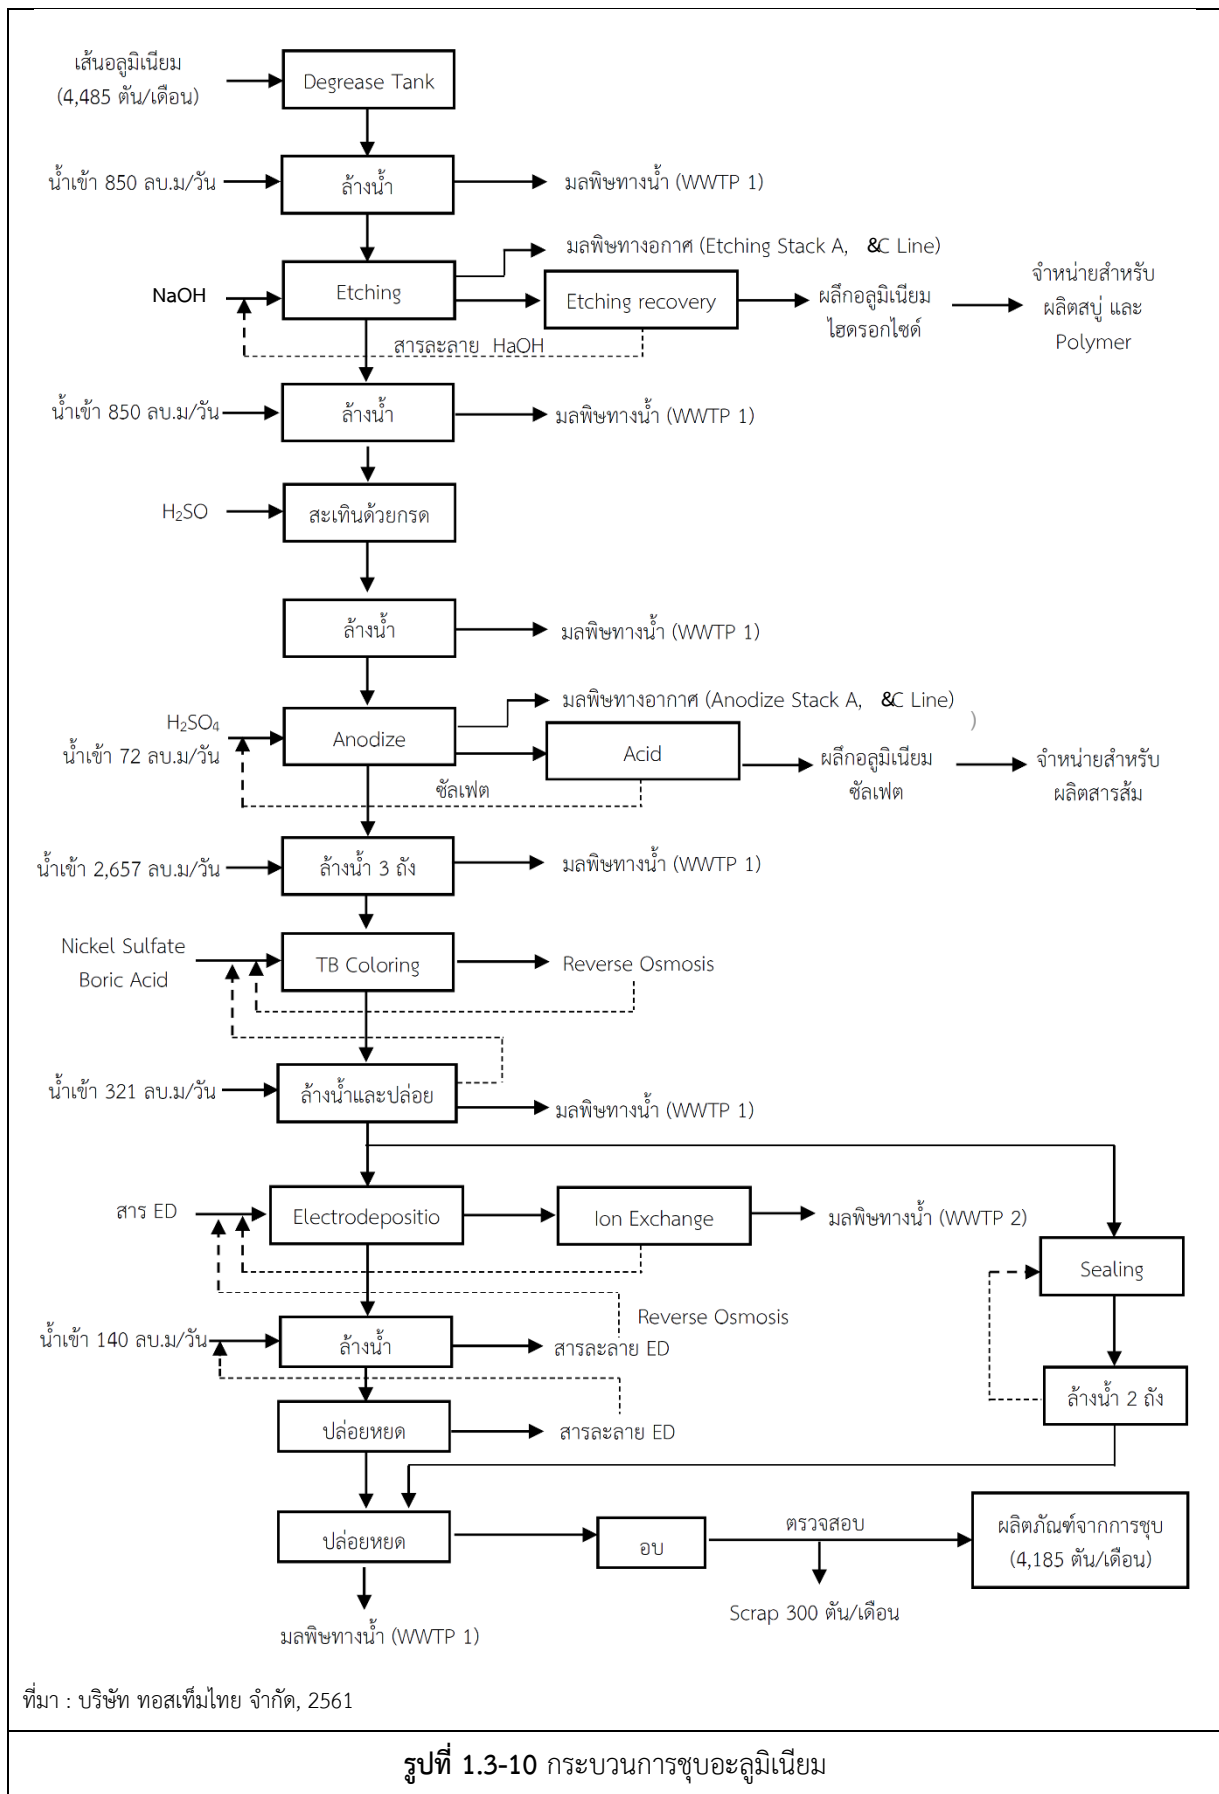 เส้นอลูมิเนียม
(4,485 ตัน/เดือน)
Degrease Tank
น้ำเข้า 850 ลบ.ม/วัน
ล้างน้ำ
มลพิษทางน้ำ (WWTP 1)
มลพิษทางอกาศ (Etching Stack A, &C Line)
NaOH
Etching
Etching recovery
ผลึกอลูมิเนียม
ไฮดรอกไซด์
จำหน่ายสำหรับ
ผลิตสบู่ และ
Polymer
สารละลาย HaOH
น้ำเข้า 850 ลบ.ม/วัน
ล้างน้ำ
มลพิษทางน้ำ (WWTP 1)
H₂SO
สะเทินด้วยกรด
ล้างน้ำ
มลพิษทางน้ำ (WWTP 1)
มลพิษทางอากาศ (Anodize Stack A, &C Line)
)
H₂SO₄
น้ำเข้า 72 ลบ.ม/วัน
Anodize
Acid
ผลึกอลูมิเนียม
ซัลเฟต
จำหน่ายสำหรับ
ผลิตสารส้ม
ซัลเฟต
น้ำเข้า 2,657 ลบ.ม/วัน
ล้างน้ำ 3 ถัง
มลพิษทางน้ำ (WWTP 1)
Nickel Sulfate
Boric Acid
TB Coloring
Reverse Osmosis
น้ำเข้า 321 ลบ.ม/วัน
ล้างน้ำและปล่อย
มลพิษทางน้ำ (WWTP 1)
สาร ED
Electrodepositio
Ion Exchange
มลพิษทางน้ำ (WWTP 2)
Sealing
Reverse Osmosis
น้ำเข้า 140 ลบ.ม/วัน
ล้างน้ำ
สารละลาย ED
ล้างน้ำ 2 ถัง
ปล่อยหยด
สารละลาย ED
ปล่อยหยด
อบ
ตรวจสอบ
ผลิตภัณฑ์จากการชุบ
(4,185 ตัน/เดือน)
Scrap 300 ตัน/เดือน
มลพิษทางน้ำ (WWTP 1)
ที่มา : บริษัท ทอสเท็มไทย จำกัด, 2561
รูปที่ 1.3-10 กระบวนการชุบอะลูมิเนียม